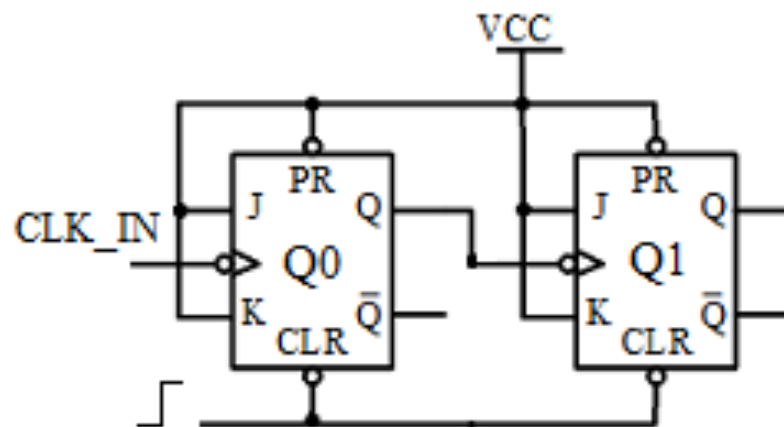 VCC
PR PR
J Q J Q
CLK_IN Q0 Q1
K Q̅ K Q̅
CLR CLR